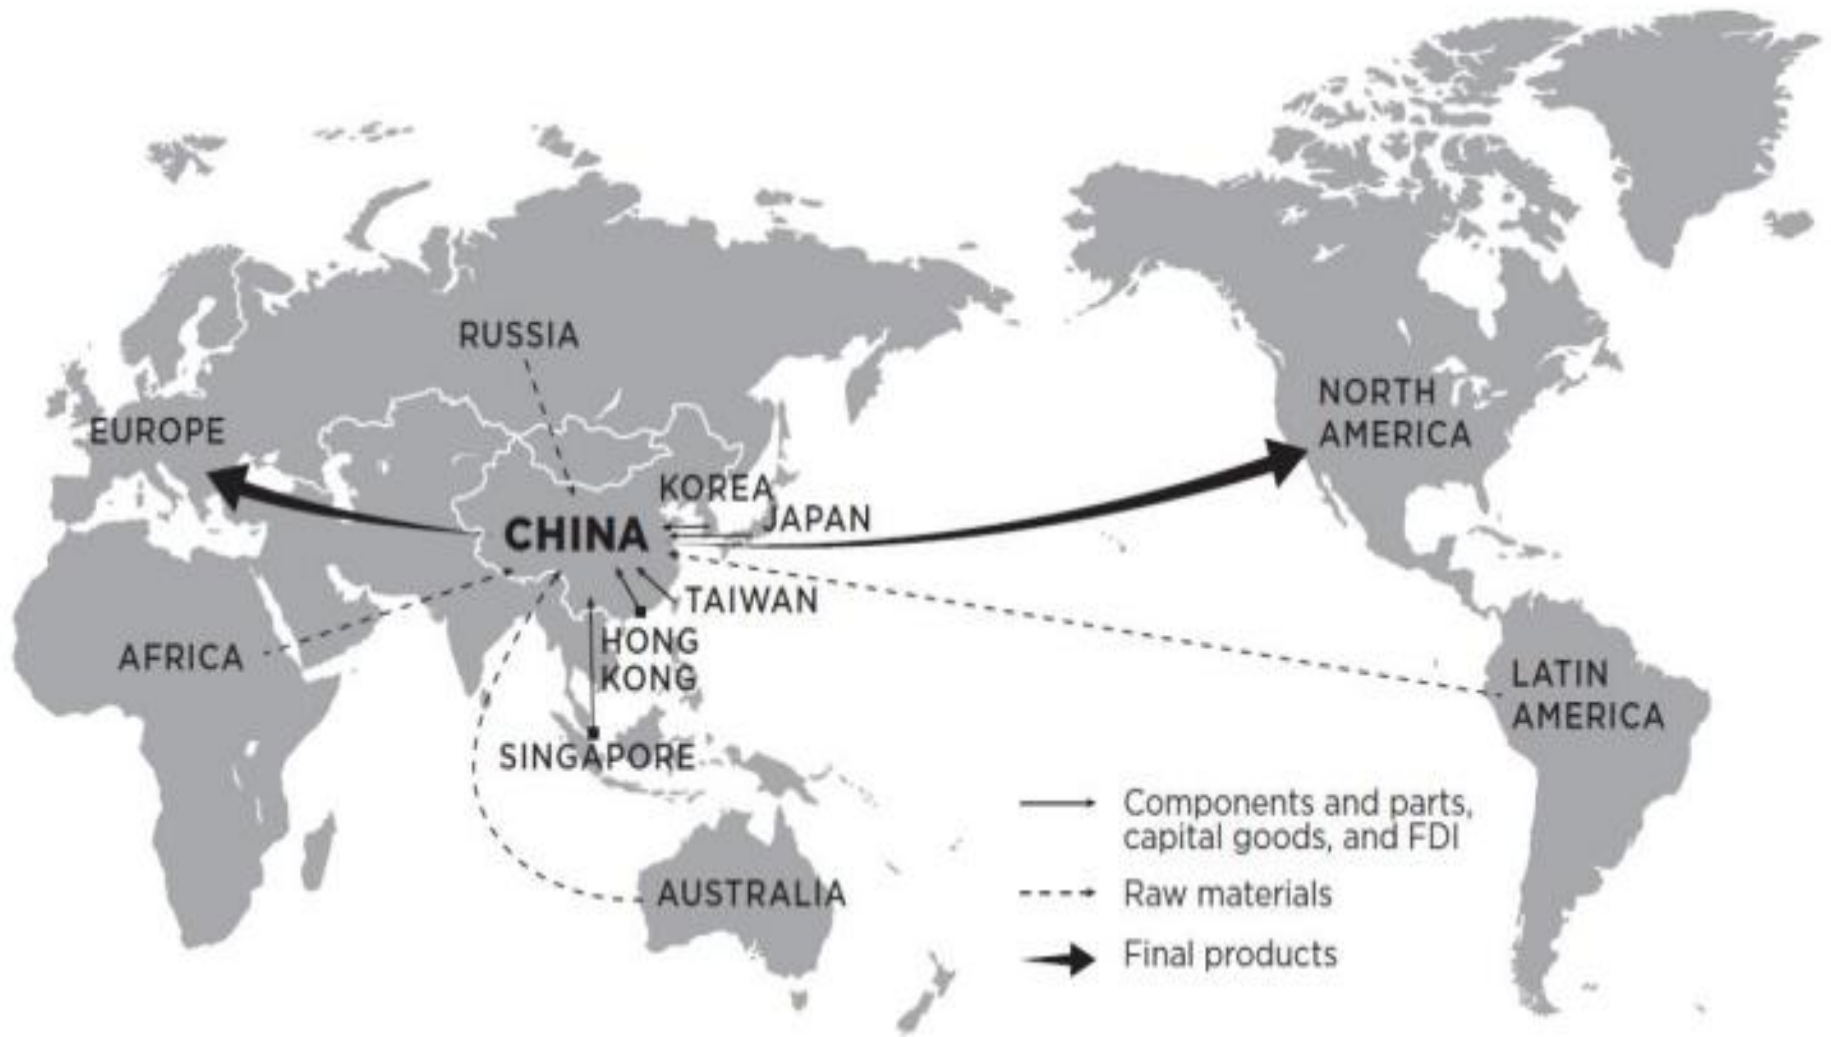 RUSSIA
EUROPE
NORTH
AMERICA
KOREA
JAPAN
CHINA
TAIWAN
HONG
KONG
AFRICA
LATIN
AMERICA
SINGAPORE
AUSTRALIA
Components and parts,
capital goods, and FDI
Raw materials
Final products